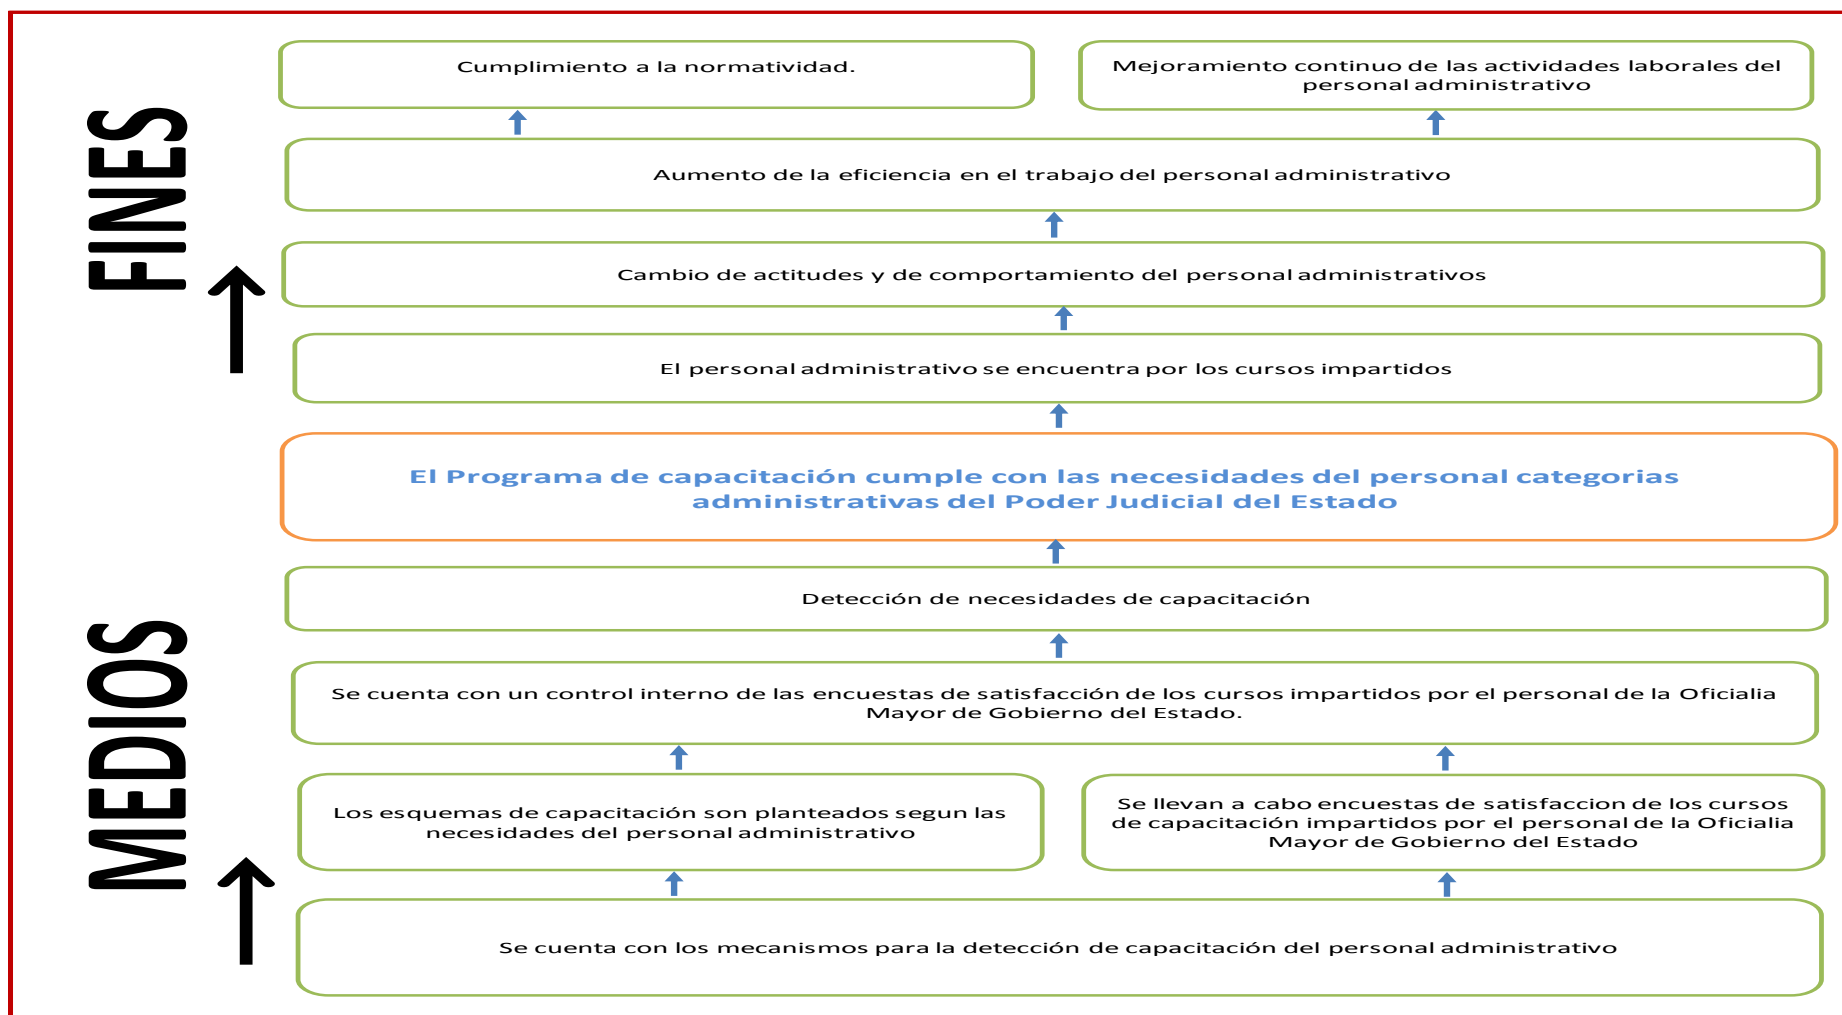 FINES
Cumplimiento a la normatividad.
Mejoramiento continuo de las actividades laborales del
personal administrativo
Aumento de la eficiencia en el trabajo del personal administrativo
Cambio de actitudes y de comportamiento del personal administrativos
El personal administrativo se encuentra por los cursos impartidos
El Programa de capacitación cumple con las necesidades del personal categorias
administrativas del Poder Judicial del Estado
MEDIOS
Detección de necesidades de capacitación
Se cuenta con un control interno de las encuestas de satisfacción de los cursos impartidos por el personal de la Oficialia
Mayor de Gobierno del Estado.
Los esquemas de capacitación son planteados segun las
necesidades del personal administrativo
Se llevan a cabo encuestas de satisfaccion de los cursos
de capacitación impartidos por el personal de la Oficialia
Mayor de Gobierno del Estado
Se cuenta con los mecanismos para la detección de capacitación del personal administrativo